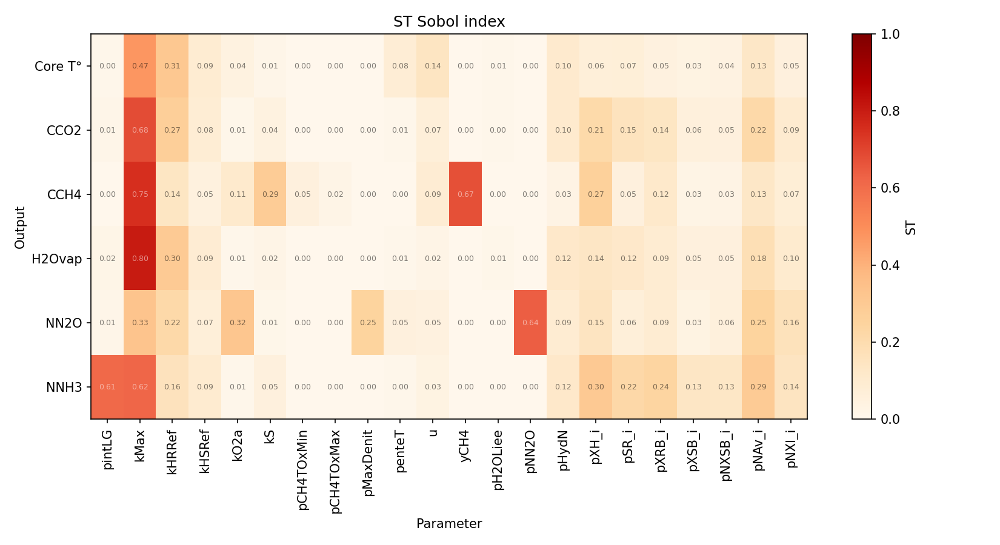 ST Sobol index
Core T° 0.00 0.47 0.31 0.09 0.04 0.01 0.00 0.00 0.00 0.08 0.14 0.00 0.01 0.00 0.10 0.06 0.07 0.05 0.03 0.04 0.13 0.05
CCO2 0.01 0.68 0.27 0.08 0.01 0.04 0.00 0.00 0.00 0.01 0.07 0.00 0.00 0.00 0.10 0.21 0.15 0.14 0.06 0.05 0.22 0.09
CCH4 0.00 0.75 0.14 0.05 0.11 0.29 0.05 0.02 0.00 0.00 0.09 0.67 0.00 0.00 0.03 0.27 0.05 0.12 0.03 0.03 0.13 0.07
H2Ovap 0.02 0.80 0.30 0.09 0.01 0.02 0.00 0.00 0.00 0.01 0.02 0.00 0.01 0.00 0.12 0.14 0.12 0.09 0.05 0.05 0.18 0.10
NN2O 0.01 0.33 0.22 0.07 0.32 0.01 0.00 0.00 0.25 0.05 0.05 0.00 0.00 0.64 0.09 0.15 0.06 0.09 0.03 0.06 0.25 0.16
NNH3 0.61 0.62 0.16 0.09 0.01 0.05 0.00 0.00 0.00 0.00 0.03 0.00 0.00 0.00 0.12 0.30 0.22 0.24 0.13 0.13 0.29 0.14
Output
pintLG
kMax
kHRRef
kHSRef
kO2a
kS
pCH4TOxMin
pCH4TOxMax
pMaxDenit
penteT
u
yCH4
pH2OLiee
pNN2O
pHydN
pXH_i
pSR_i
pXRB_i
pXSB_i
pNXSB_i
pNAv_i
pNXI_i
Parameter
1.0
0.8
0.6
0.4
0.2
0.0
ST